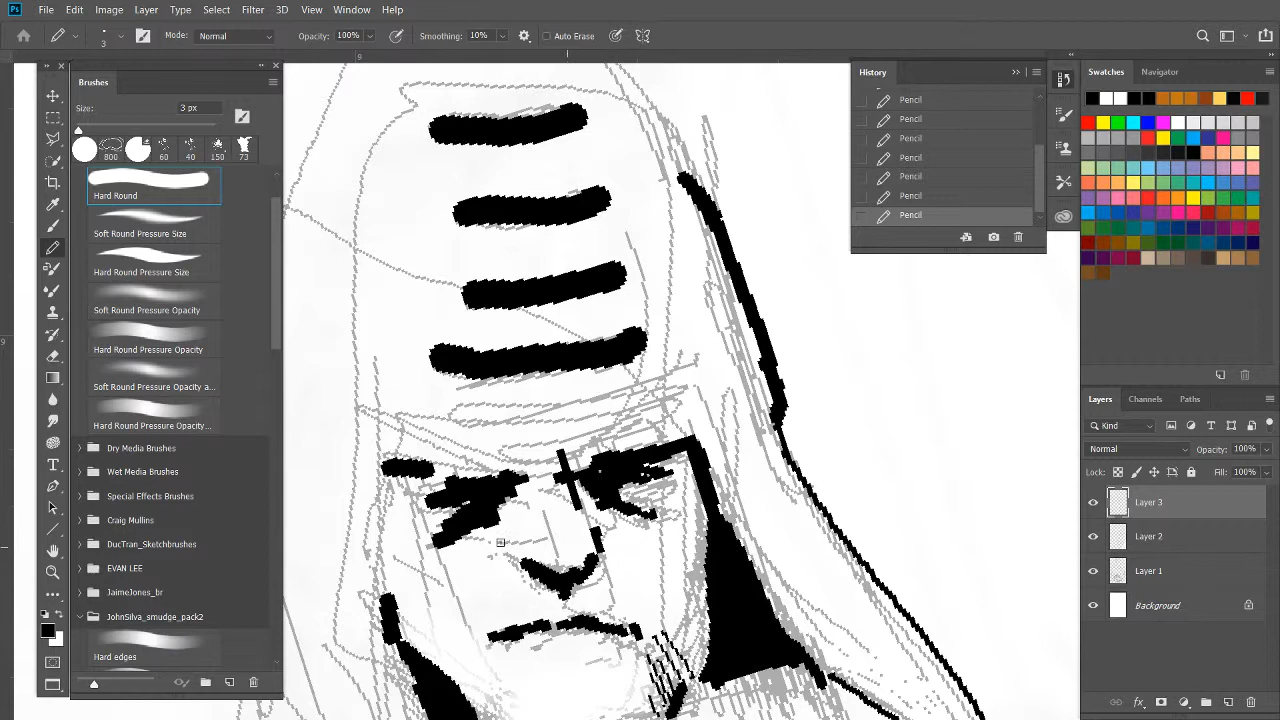 Ps File Edit Image Layer Type Select Filter 3D View Window Help
3 Mode: Normal Opacity: 100% Smoothing: 10% Auto Erase
8
9
Brushes
Size: 3 px
800 60 40 150 73
Hard Round
Soft Round Pressure Size
Hard Round Pressure Size
Soft Round Pressure Opacity
Hard Round Pressure Opacity
Soft Round Pressure Opacity a...
Hard Round Pressure Opacity...
Dry Media Brushes
Wet Media Brushes
Special Effects Brushes
Craig Mullins
DucTran_Sketchbrushes
EVAN LEE
JaimeJones_br
JohnSilva_smudge_pack2
Hard edges
History
Pencil
Pencil
Pencil
Pencil
Pencil
Pencil
Pencil
Swatches Navigator
Layers Channels Paths
Kind
Normal Opacity: 100%
Lock: Fill: 100%
Layer 3
Layer 2
Layer 1
Background